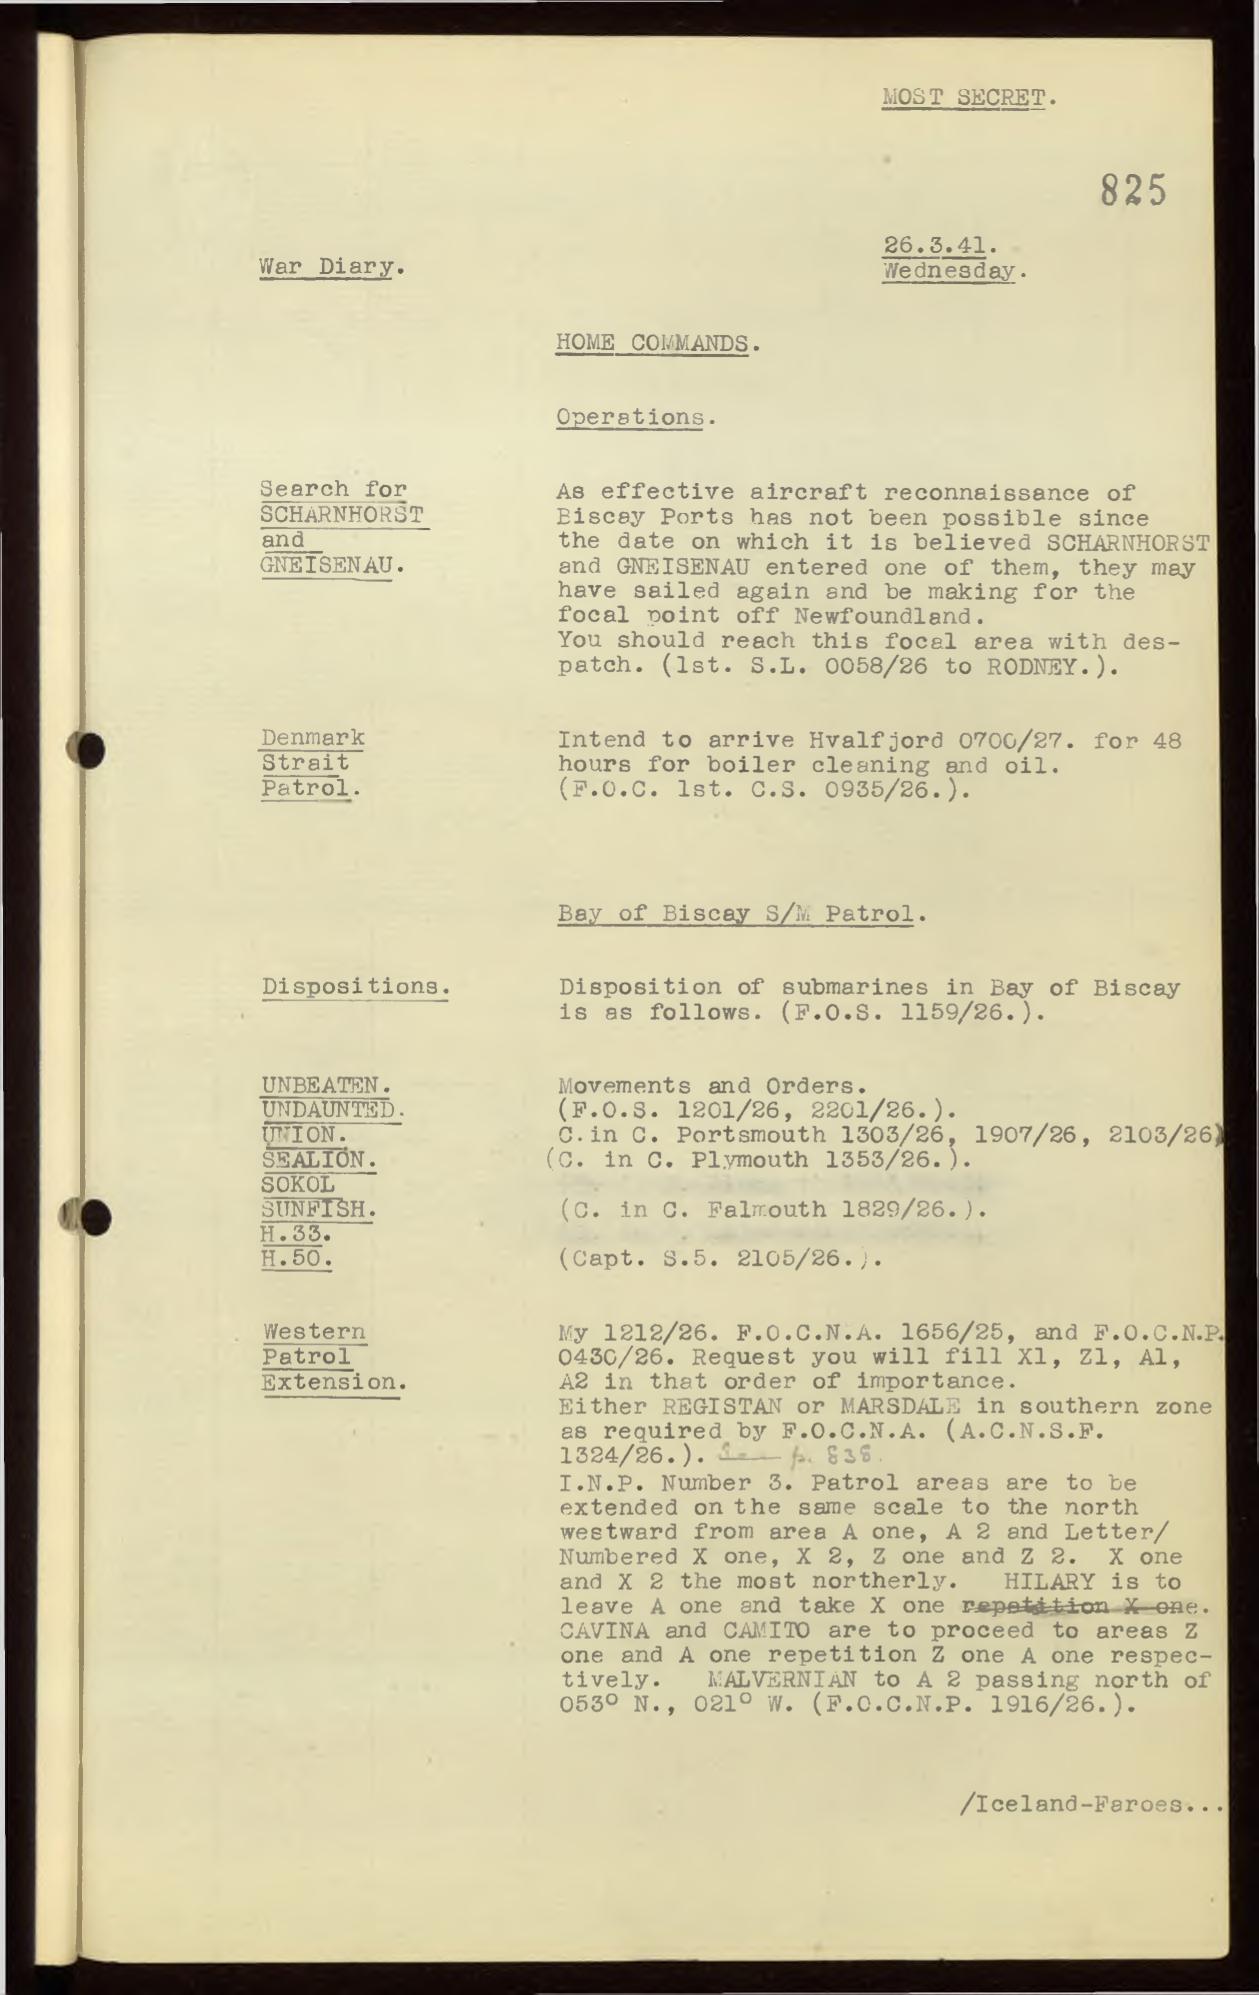 MOST SECRET.
825
26.3.41.
Wednesday.
War Diary.
HOME COMMANDS.
Operations.
Search for
SCHARNHORST
and
GNEISENAU.
As effective aircraft reconnaissance of
Biscay Ports has not been possible since
the date on which it is believed SCHARNHORST
and GNEISENAU entered one of them, they may
have sailed again and be making for the
focal point off Newfoundland.
You should reach this focal area with des-
patch. (1st. S.L. 0058/26 to RODNEY.).
Denmark
Strait
Patrol.
Intend to arrive Hvalfjord 0700/27. for 48
hours for boiler cleaning and oil.
(F.O.C. 1st. C.S. 0935/26.).
Bay of Biscay S/M Patrol.
Dispositions.
Disposition of submarines in Bay of Biscay
is as follows. (F.O.S. 1159/26.).
UNBEATEN.
UNDAUNTED.
UNION.
SEALION.
SOKOL
SUNFISH.
H.33.
H.50.
Movements and Orders.
(F.O.S. 1201/26, 2201/26.).
C.in C. Portsmouth 1303/26, 1907/26, 2103/26)
(C. in C. Plymouth 1353/26.).
(C. in C. Falmouth 1829/26.).
(Capt. S.5. 2105/26.).
Western
Patrol
Extension.
My 1212/26. F.O.C.N.A. 1656/25, and F.O.C.N.P.
0430/26. Request you will fill X1, Z1, A1,
A2 in that order of importance.
Either REGISTAN or MARSDALE in southern zone
as required by F.O.C.N.A. (A.C.N.S.F.
1324/26.). See p. 838.
I.N.P. Number 3. Patrol areas are to be
extended on the same scale to the north
westward from area A one, A 2 and Letter/
Numbered X one, X 2, Z one and Z 2. X one
and X 2 the most northerly. HILARY is to
leave A one and take X one repetition X one.
CAVINA and CAMITO are to proceed to areas Z
one and A one repetition Z one A one respec-
tively. MALVERNIAN to A 2 passing north of
053° N., 021° W. (F.O.C.N.P. 1916/26.).
/Iceland-Faroes...